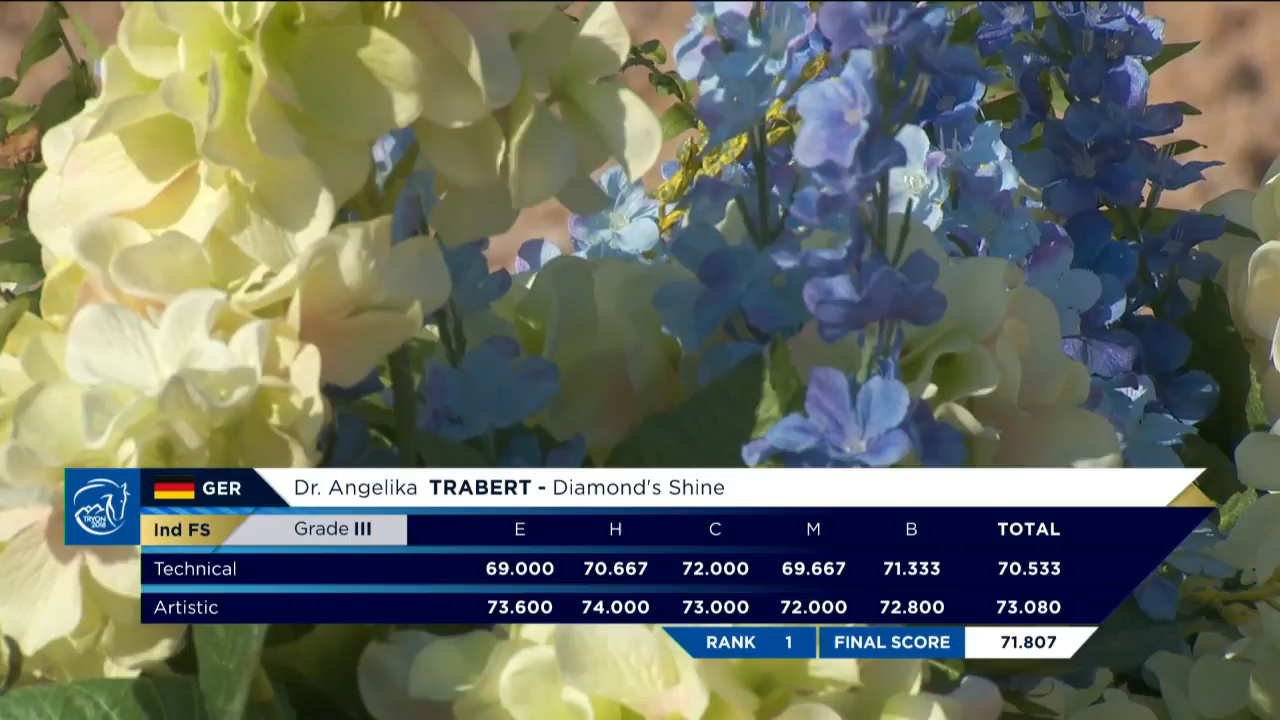 GER Dr. Angelika TRABERT - Diamond's Shine
TRYON 2018
Ind FS Grade III E H C M B TOTAL
Technical 69.000 70.667 72.000 69.667 71.333 70.533
Artistic 73.600 74.000 73.000 72.000 72.800 73.080
RANK 1 FINAL SCORE 71.807